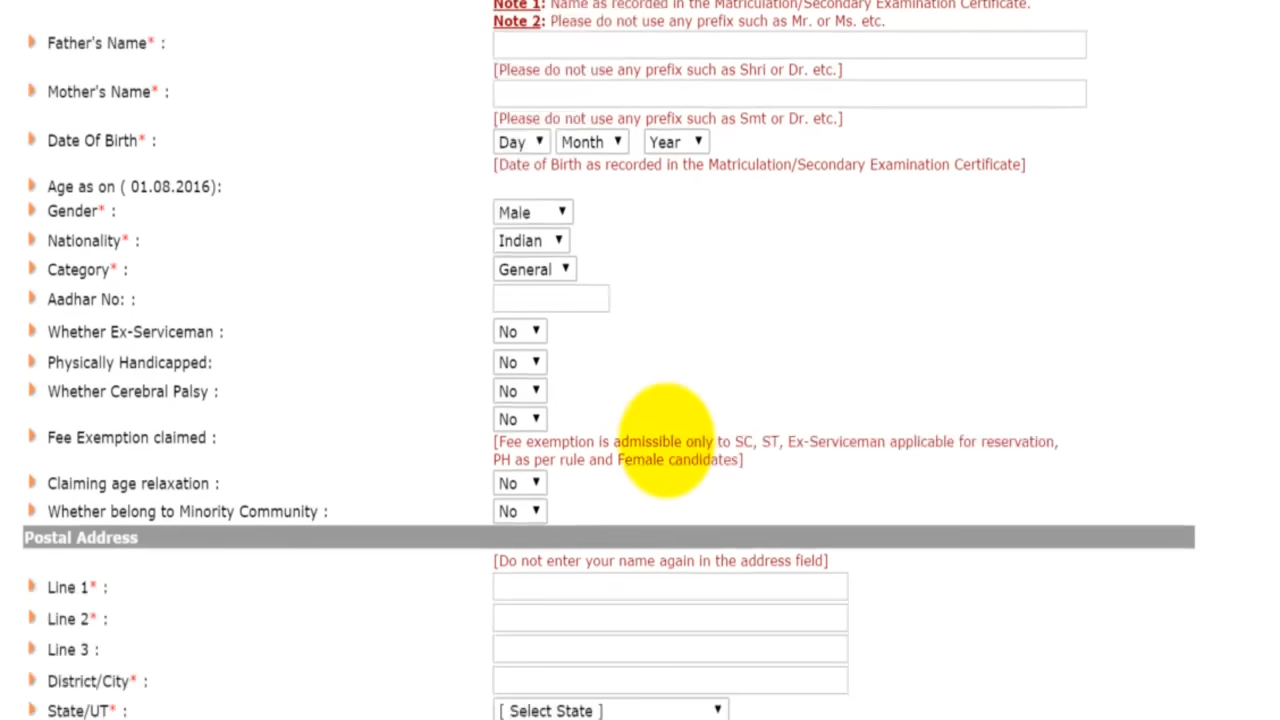 Note 1: Name as recorded in the Matriculation/Secondary Examination Certificate.
Note 2: Please do not use any prefix such as Mr. or Ms. etc.
Father's Name* :
[Please do not use any prefix such as Shri or Dr. etc.]
Mother's Name* :
[Please do not use any prefix such as Smt or Dr. etc.]
Date Of Birth* : Day Month Year
[Date of Birth as recorded in the Matriculation/Secondary Examination Certificate]
Age as on ( 01.08.2016):
Gender* : Male
Nationality* : Indian
Category* : General
Aadhar No: :
Whether Ex-Serviceman : No
Physically Handicapped: No
Whether Cerebral Palsy : No
No
Fee Exemption claimed : [Fee exemption is admissible only to SC, ST, Ex-Serviceman applicable for reservation,
PH as per rule and Female candidates]
Claiming age relaxation : No
Whether belong to Minority Community : No
Postal Address
[Do not enter your name again in the address field]
Line 1* :
Line 2* :
Line 3 :
District/City* :
State/UT* : [ Select State ]